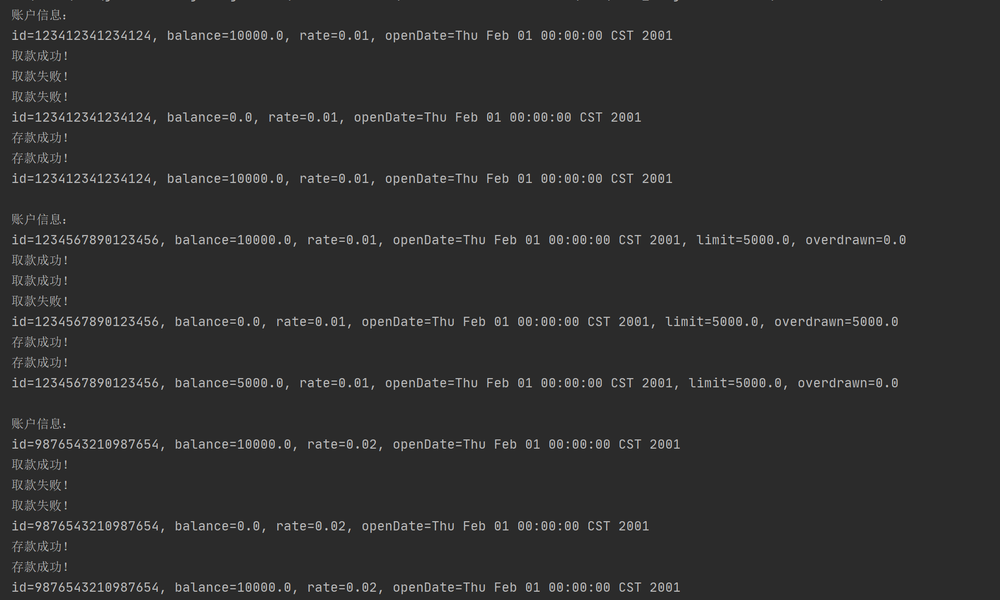 账户信息：
id=123412341234124, balance=10000.0, rate=0.01, openDate=Thu Feb 01 00:00:00 CST 2001
取款成功!
取款失败!
取款失败!
id=123412341234124, balance=0.0, rate=0.01, openDate=Thu Feb 01 00:00:00 CST 2001
存款成功!
存款成功!
id=123412341234124, balance=10000.0, rate=0.01, openDate=Thu Feb 01 00:00:00 CST 2001
账户信息：
id=1234567890123456, balance=10000.0, rate=0.01, openDate=Thu Feb 01 00:00:00 CST 2001, limit=5000.0, overdrawn=0.0
取款成功!
取款成功!
取款失败!
id=1234567890123456, balance=0.0, rate=0.01, openDate=Thu Feb 01 00:00:00 CST 2001, limit=5000.0, overdrawn=5000.0
存款成功!
存款成功!
id=1234567890123456, balance=5000.0, rate=0.01, openDate=Thu Feb 01 00:00:00 CST 2001, limit=5000.0, overdrawn=0.0
账户信息：
id=9876543210987654, balance=10000.0, rate=0.02, openDate=Thu Feb 01 00:00:00 CST 2001
取款成功!
取款失败!
取款失败!
id=9876543210987654, balance=0.0, rate=0.02, openDate=Thu Feb 01 00:00:00 CST 2001
存款成功!
存款成功!
id=9876543210987654, balance=10000.0, rate=0.02, openDate=Thu Feb 01 00:00:00 CST 2001